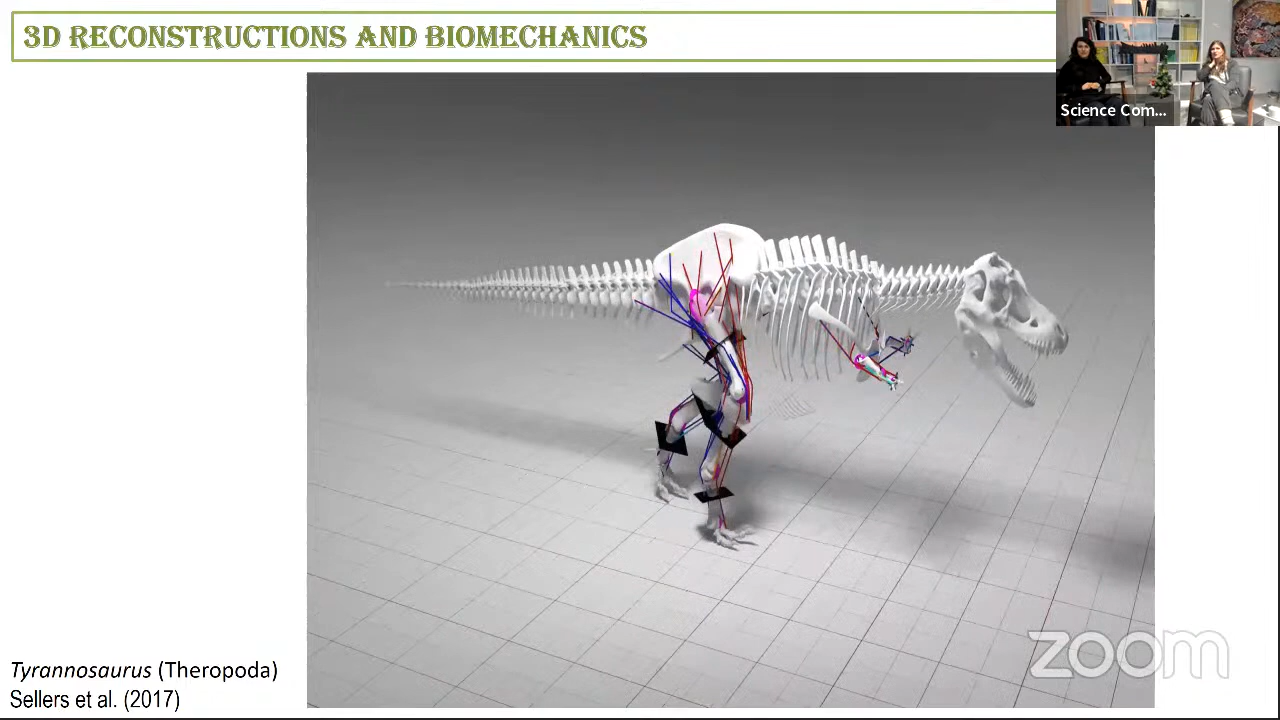 3D RECONSTRUCTIONS AND BIOMECHANICS
Science Com...
Tyrannosaurus (Theropoda)
Sellers et al. (2017)
zoom